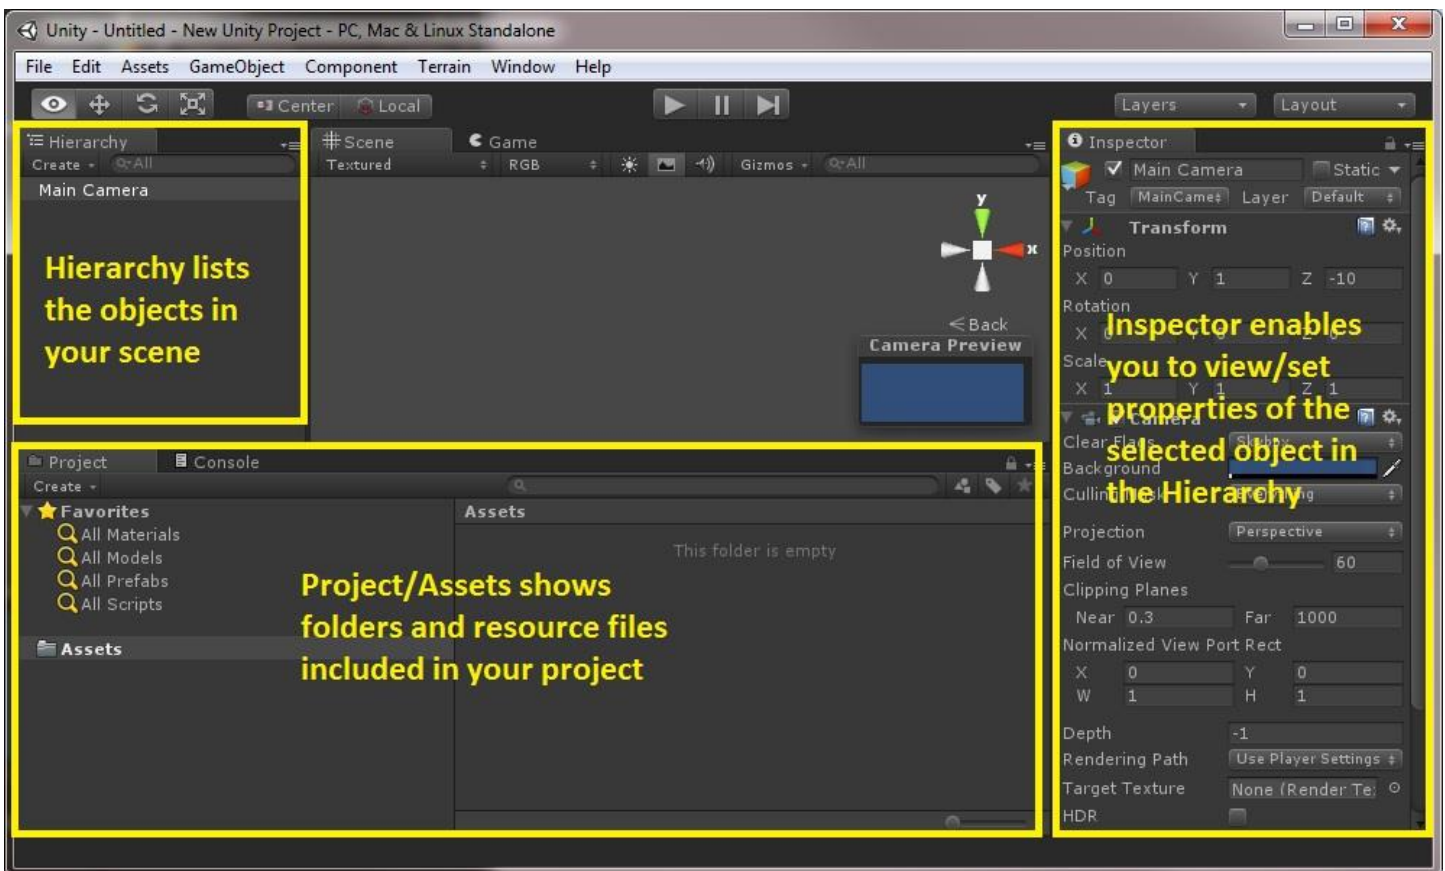 Unity - Untitled - New Unity Project - PC, Mac & Linux Standalone
File Edit Assets GameObject Component Terrain Window Help
Center Local Layers Layout
Hierarchy
Create All
Main Camera
Hierarchy lists
the objects in
your scene
Scene Game
Textured RGB Gizmos All
y
x
Back
Camera Preview
Inspector
Main Camera Static
Tag MainCame Layer Default
Transform
Position
X 0 Y 1 Z -10
Rotation
X Y Z
Scale
X 1 Y 1 Z 1
Camera
Clear Flags Skybox
Background
Culling
Inspector enables
you to view/set
properties of the
selected object in
the Hierarchy
Projection Perspective
Field of View 60
Clipping Planes
Near 0.3 Far 1000
Normalized View Port Rect
X 0 Y 0
W 1 H 1
Depth -1
Rendering Path Use Player Settings
Target Texture None (Render Te
HDR
Project Console
Create
Favorites
All Materials
All Models
All Prefabs
All Scripts
Assets
Assets
This folder is empty
Project/Assets shows
folders and resource files
included in your project